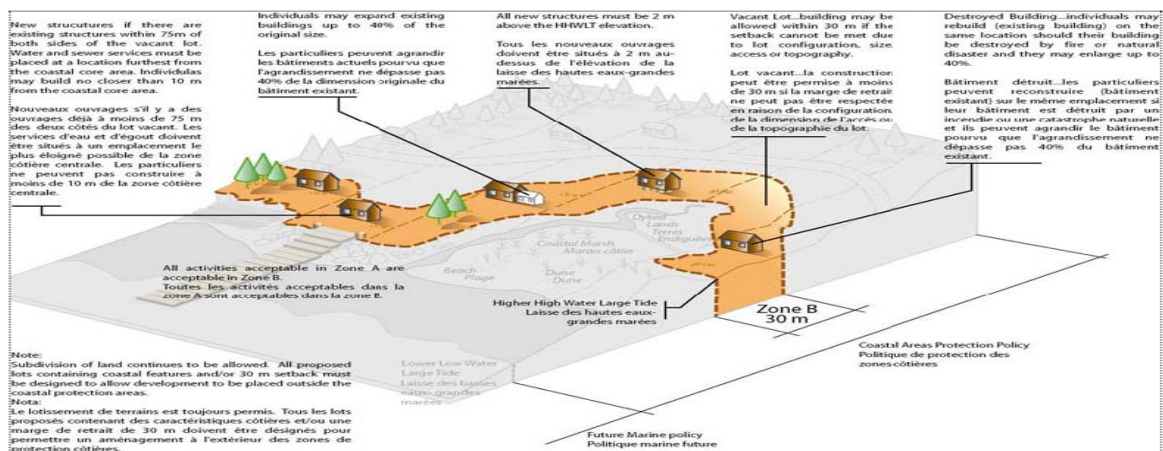 New strucutures if there are
existing structures within 75m of
both sides of the vacant lot.
Water and sewer services must be
placed at a location furthest from
the coastal core area. Individulas
may build no closer than 10 m
from the coastal core area.
Nouveaux ouvrages s'il y a des
ouvrages déjà à moins de 75 m
des deux côtés du lot vacant. Les
services d'eau et d'égout doivent
être situés à un emplacement le
plus éloigné possible de la zone
côtière centrale. Les particuliers
ne peuvent pas construire à
moins de 10 m de la zone côtière
centrale.
Individuals may expand existing
buildings up to 40% of the
original size.
Les particuliers peuvent agrandir
les bâtiments actuels pourvu que
l'agrandissement ne dépasse pas
40% de la dimension originale du
bâtiment existant.
All new structures must be 2 m
above the HHWLT elevation.
Tous les nouveaux ouvrages
doivent être situés à 2 m au-
dessus de l'élévation de la
laisse des hautes eaux-grandes
marées.
Vacant Lot...building may be
allowed within 30 m if the
setback cannot be met due
to lot configuration, size,
access or topography.
Lot vacant...la construction
peut être permise à moins
de 30 m si la marge de retrait
ne peut pas être respectée
en raison de la configuration,
de la dimension de l'accès ou
de la topographie du lot.
Destroyed Building...individuals may
rebuild (existing building) on the
same location should their building
be destroyed by fire or natural
disaster and they may enlarge up to
40%.
Bâtiment détruit...les particuliers
peuvent reconstruire (bâtiment
existant) sur le même emplacement si
leur bâtiment est détruit par un
incendie ou une catastrophe naturelle
et ils peuvent agrandir le bâtiment
pourvu que l'agrandissement ne
dépasse pas 40% du bâtiment
existant.
Dyked
Lands
Terres
Endiguées
Coastal Marsh
Marais côtier
Beach
Plage
Dune
Dune
All activities acceptable in Zone A are
acceptable in Zone B.
Toutes les activités acceptables dans la
zone A sont acceptables dans la zone B.
Higher High Water Large Tide
Laisse des hautes eaux-
grandes marées
Zone B
30 m
Coastal Areas Protection Policy
Politique de protection des
zones côtières
Lower Low Water
Large Tide
Laisse des basses
eaux- grandes
marées
Note:
Subdivision of land continues to be allowed. All proposed
lots containing coastal features and/or 30 m setback must
be designed to allow development to be placed outside the
coastal protection areas.
Nota:
Le lotissement de terrains est toujours permis. Tous les lots
proposés contenant des caractéristiques côtières et/ou une
marge de retrait de 30 m doivent être désignés pour
permettre un aménagement à l'extérieur des zones de
protection côtières.
Future Marine policy
Politique marine future